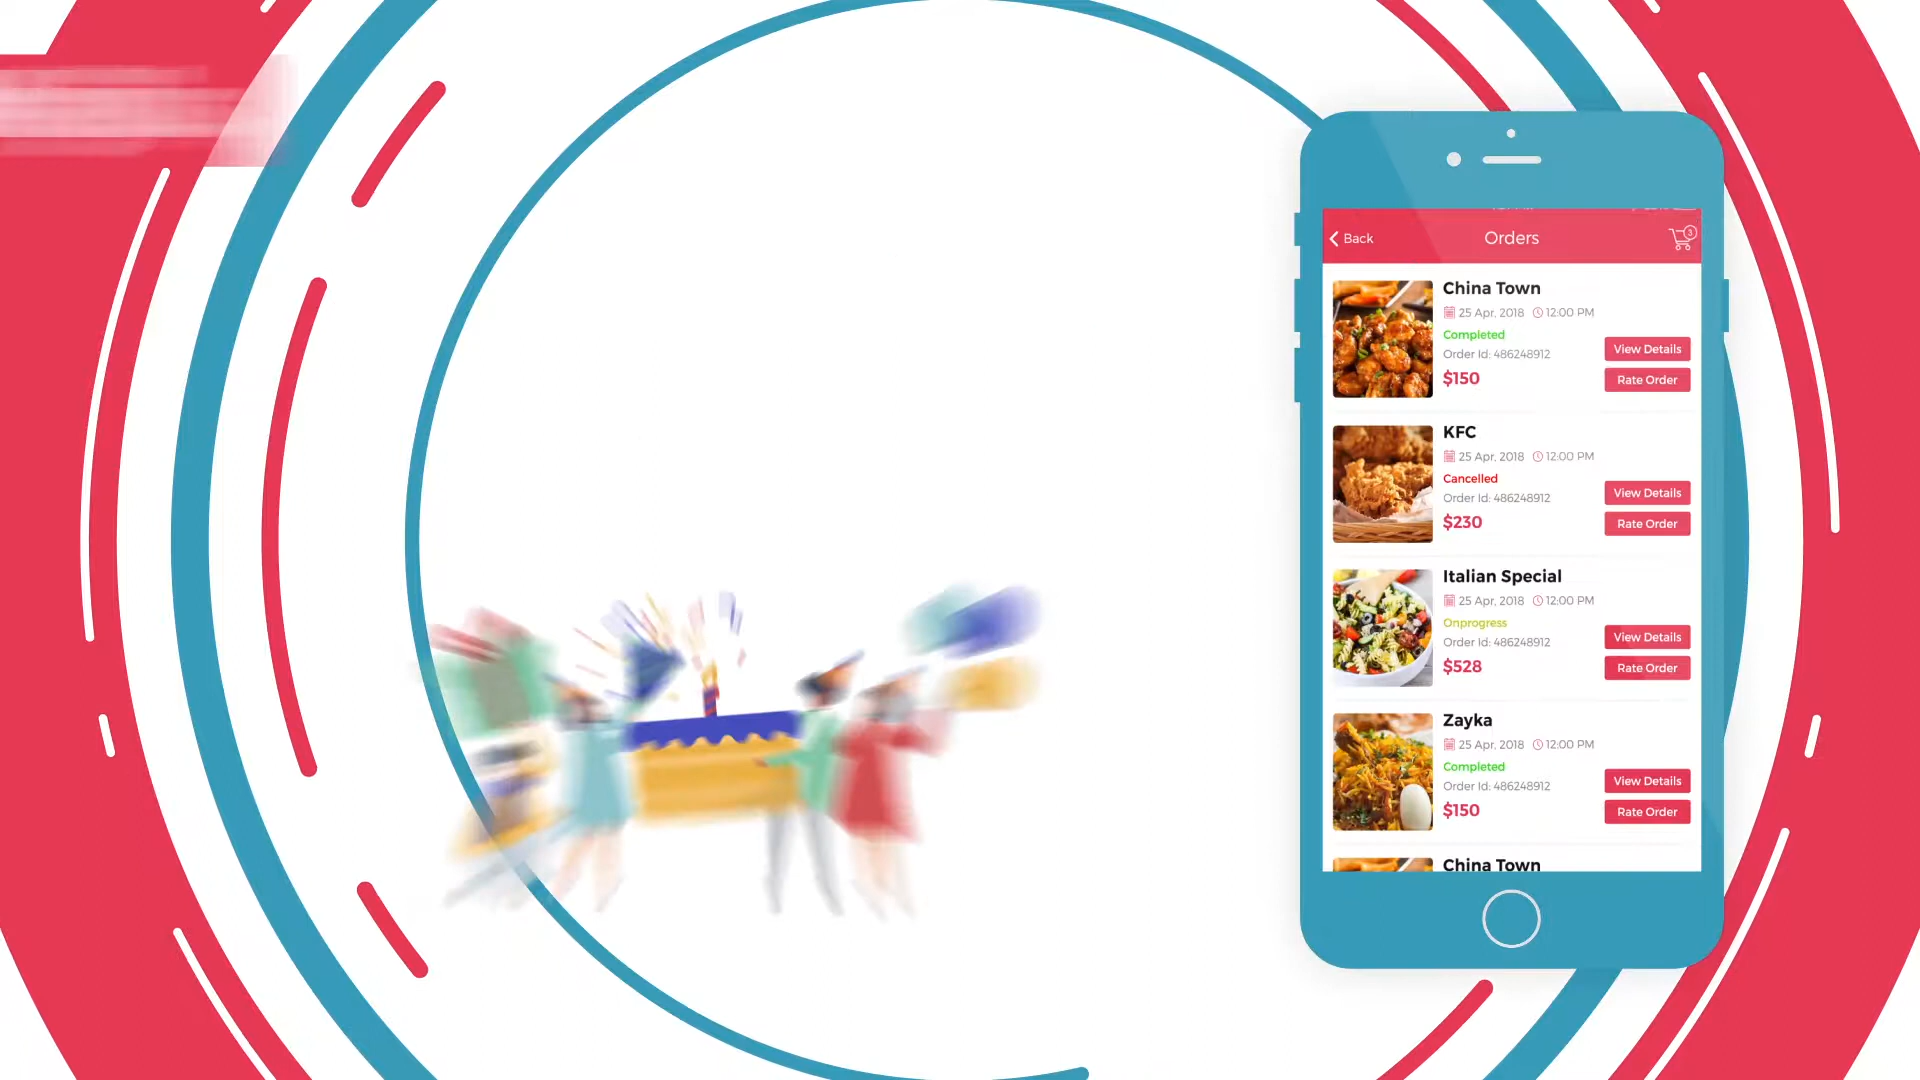 Back
Orders
3
China Town
25 Apr, 2018 12:00 PM
Completed
Order Id: 486248912
$150
View Details
Rate Order
KFC
25 Apr, 2018 12:00 PM
Cancelled
Order Id: 486248912
$230
View Details
Rate Order
Italian Special
25 Apr, 2018 12:00 PM
Onprogress
Order Id: 486248912
$528
View Details
Rate Order
Zayka
25 Apr, 2018 12:00 PM
Completed
Order Id: 486248912
$150
View Details
Rate Order
China Town